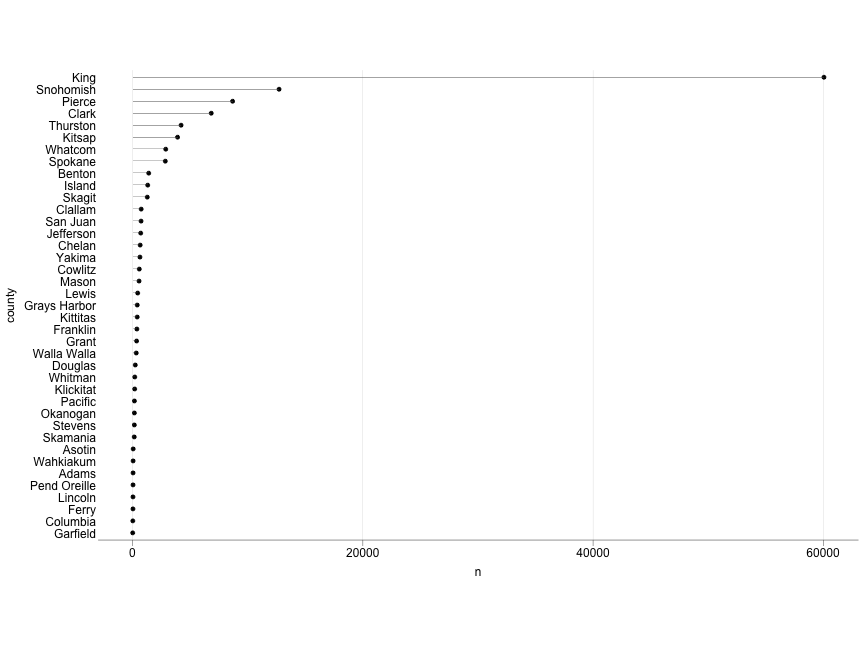 King
Snohomish
Pierce
Clark
Thurston
Kitsap
Whatcom
Spokane
Benton
Island
Skagit
Clallam
San Juan
Jefferson
Chelan
Yakima
Cowlitz
Mason
Lewis
Grays Harbor
Kittitas
Franklin
Grant
Walla Walla
Douglas
Whitman
Klickitat
Pacific
Okanogan
Stevens
Skamania
Asotin
Wahkiakum
Adams
Pend Oreille
Lincoln
Ferry
Columbia
Garfield
county
0 20000 40000 60000
n